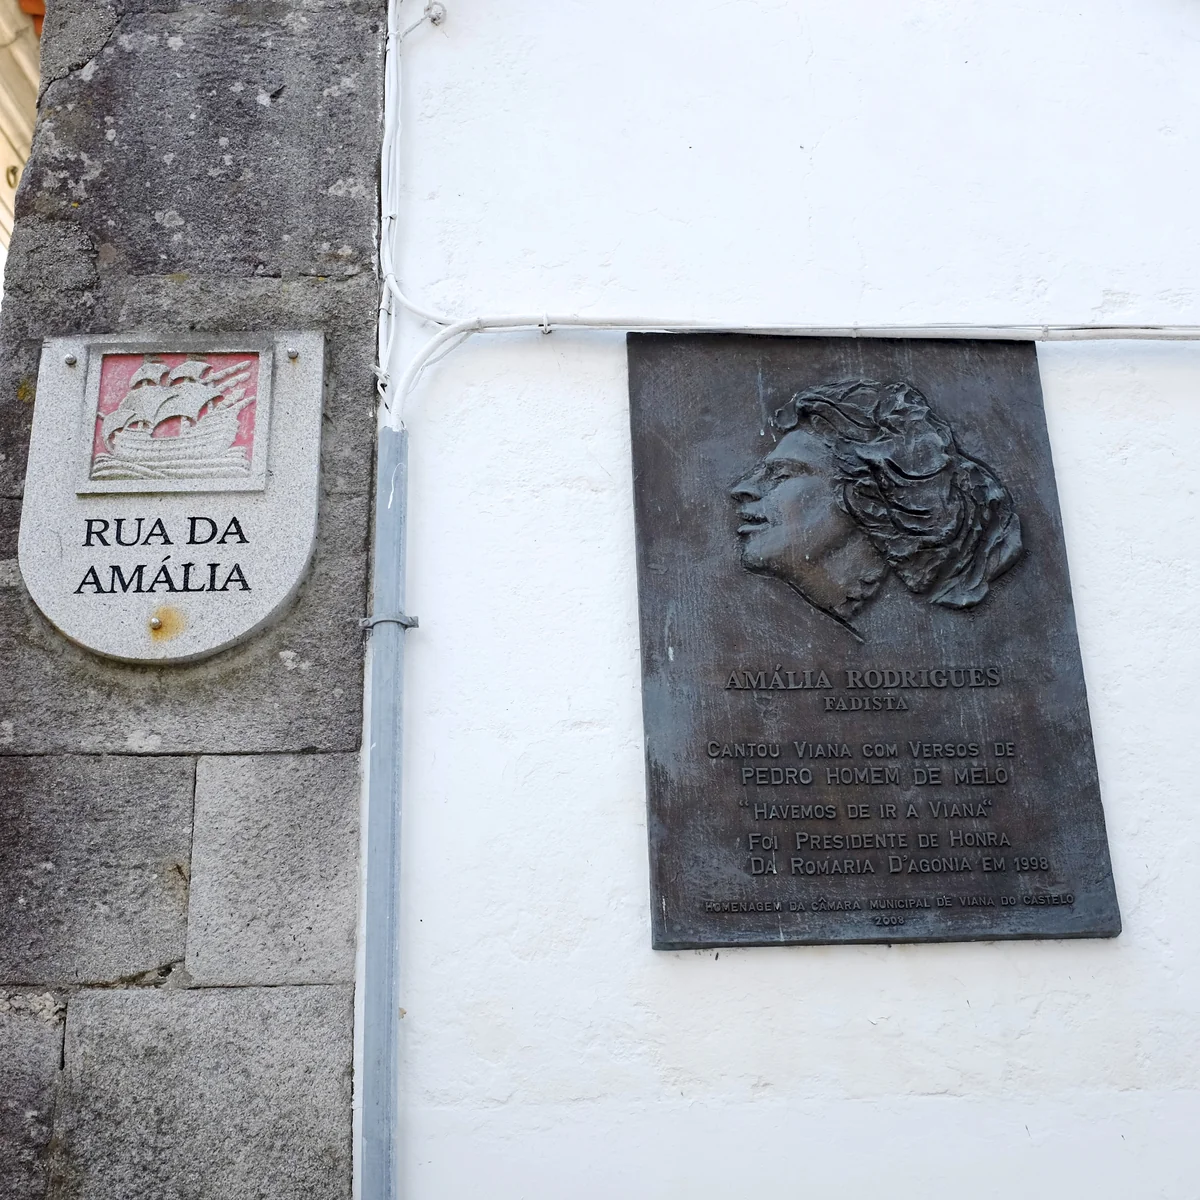 RUA DA
AMÁLIA
AMÁLIA RODRIGUES
FADISTA
CANTOU VIANA COM VERSOS DE
PEDRO HOMEM DE MELO
"HAVEMOS DE IR A VIANA"
FOI PRESIDENTE DE HONRA
DA ROMARIA D'AGONIA EM 1998
HOMENAGEM DA CÂMARA MUNICIPAL DE VIANA DO CASTELO
2008